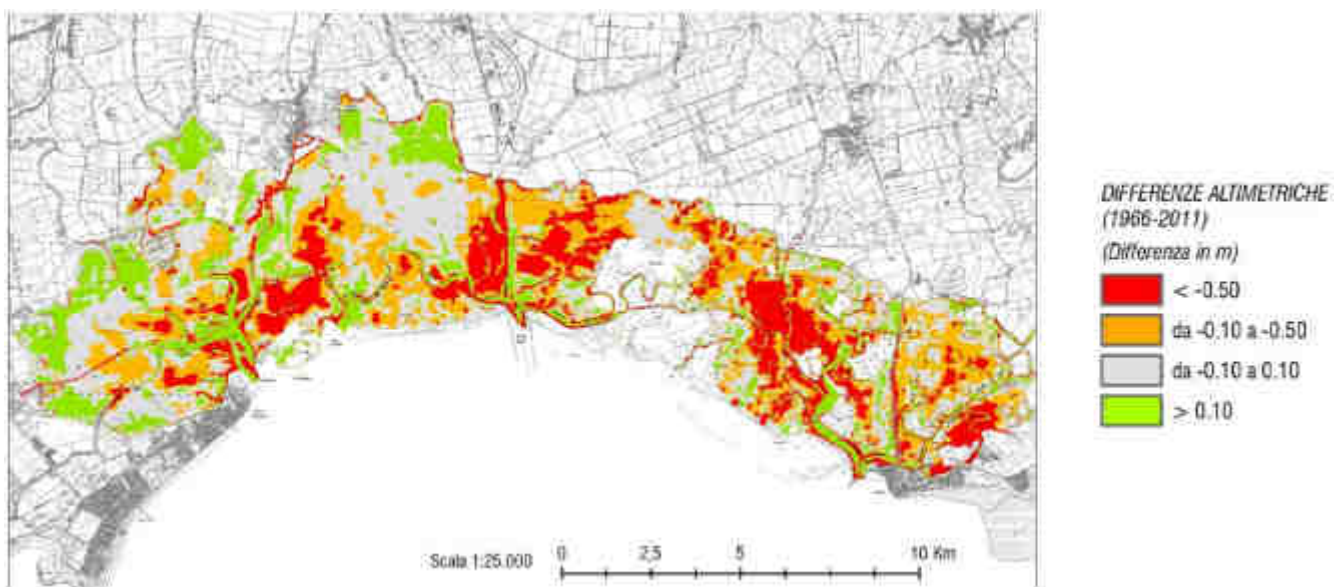 DIFFERENZE ALTIMETRICHE
(1966-2011)
(Differenza in m)
< -0.50
da -0.10 a -0.50
da -0.10 a 0.10
> 0.10
Scala 1:25.000 0 2,5 5 10 Km